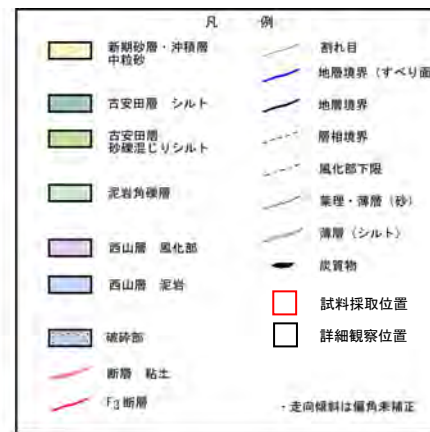 凡 例
新期砂層・沖積層
中粒砂
古安田層 シルト
古安田層
砂礫混じりシルト
泥岩角礫層
西山層 風化部
西山層 泥岩
破砕部
断層 粘土
F3断層
割れ目
地層境界（すべり面
地層境界
層相境界
風化部下限
葉理・薄層（砂）
薄層（シルト）
炭質物
試料採取位置
詳細観察位置
・走向傾斜は偏角未補正